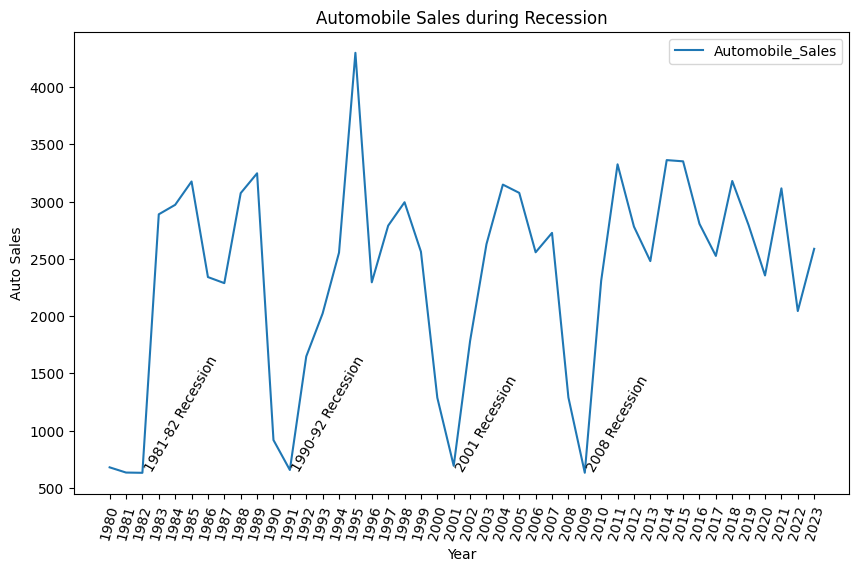 Automobile Sales during Recession
Automobile_Sales
Auto Sales
4000
3500
3000
2500
2000
1500
1000
500
1981-82 Recession
1990-92 Recession
2001 Recession
2008 Recession
1980 1981 1982 1983 1984 1985 1986 1987 1988 1989 1990 1991 1992 1993 1994 1995 1996 1997 1998 1999 2000 2001 2002 2003 2004 2005 2006 2007 2008 2009 2010 2011 2012 2013 2014 2015 2016 2017 2018 2019 2020 2021 2022 2023
Year